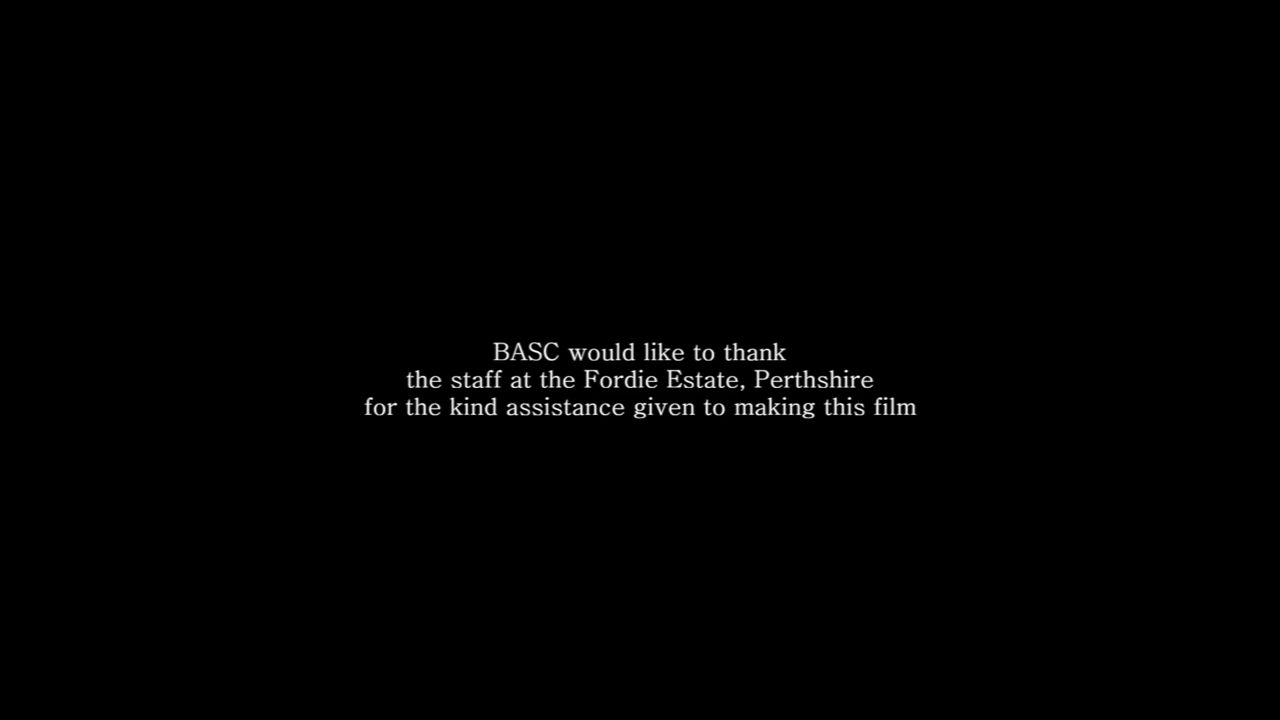 BASC would like to thank
the staff at the Fordie Estate, Perthshire
for the kind assistance given to making this film